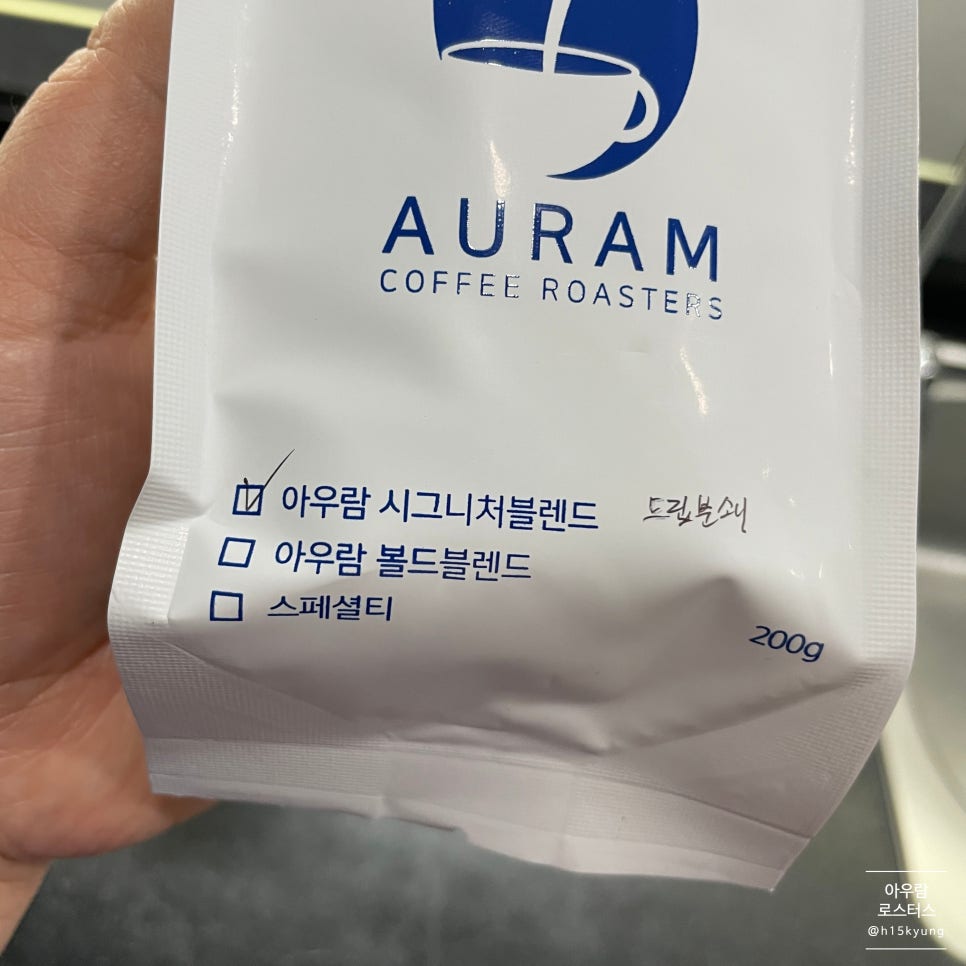 AURAM
COFFEE ROASTERS
아우람 시그니처블렌드 드립분쇄
아우람 볼드블렌드
스페셜티
200g
아우람
로스터스
@h15kyung